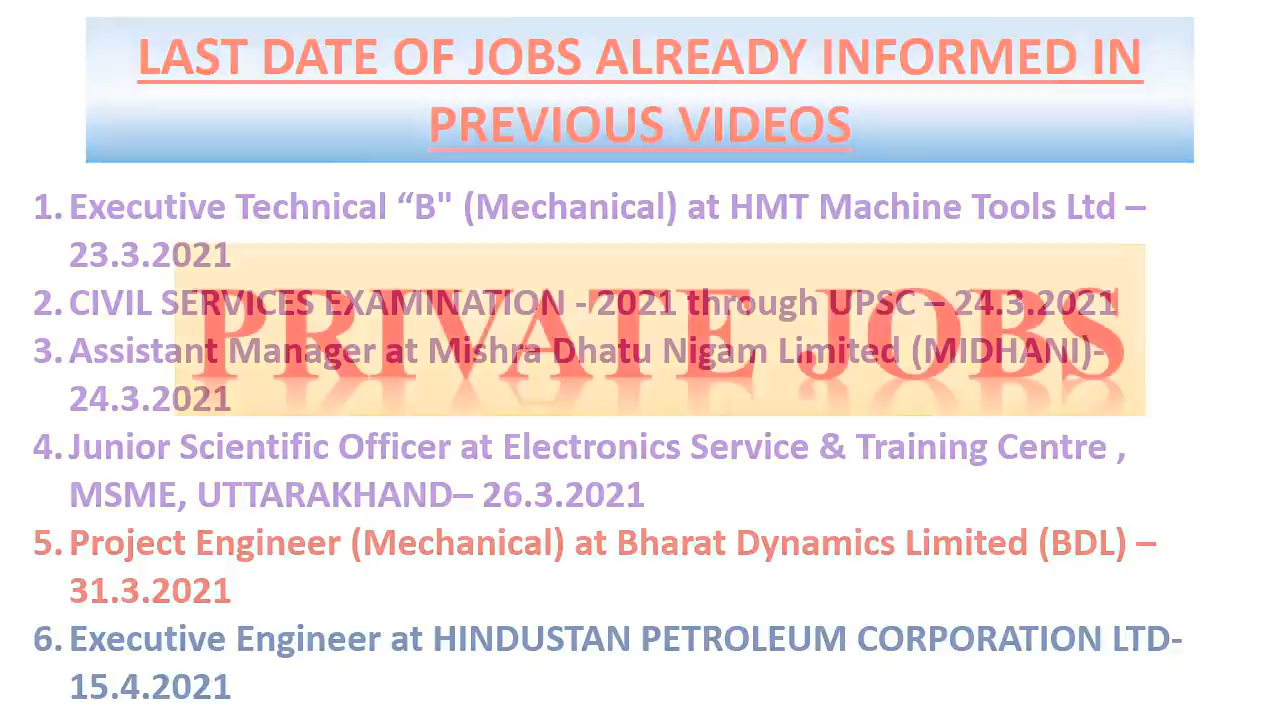 LAST DATE OF JOBS ALREADY INFORMED IN
PREVIOUS VIDEOS
1. Executive Technical “B" (Mechanical) at HMT Machine Tools Ltd –
23.3.2021
2. CIVIL SERVICES EXAMINATION - 2021 through UPSC – 24.3.2021
PRIVATE JOBS
3. Assistant Manager at Mishra Dhatu Nigam Limited (MIDHANI)-
24.3.2021
4. Junior Scientific Officer at Electronics Service & Training Centre ,
MSME, UTTARAKHAND– 26.3.2021
5. Project Engineer (Mechanical) at Bharat Dynamics Limited (BDL) –
31.3.2021
6. Executive Engineer at HINDUSTAN PETROLEUM CORPORATION LTD-
15.4.2021